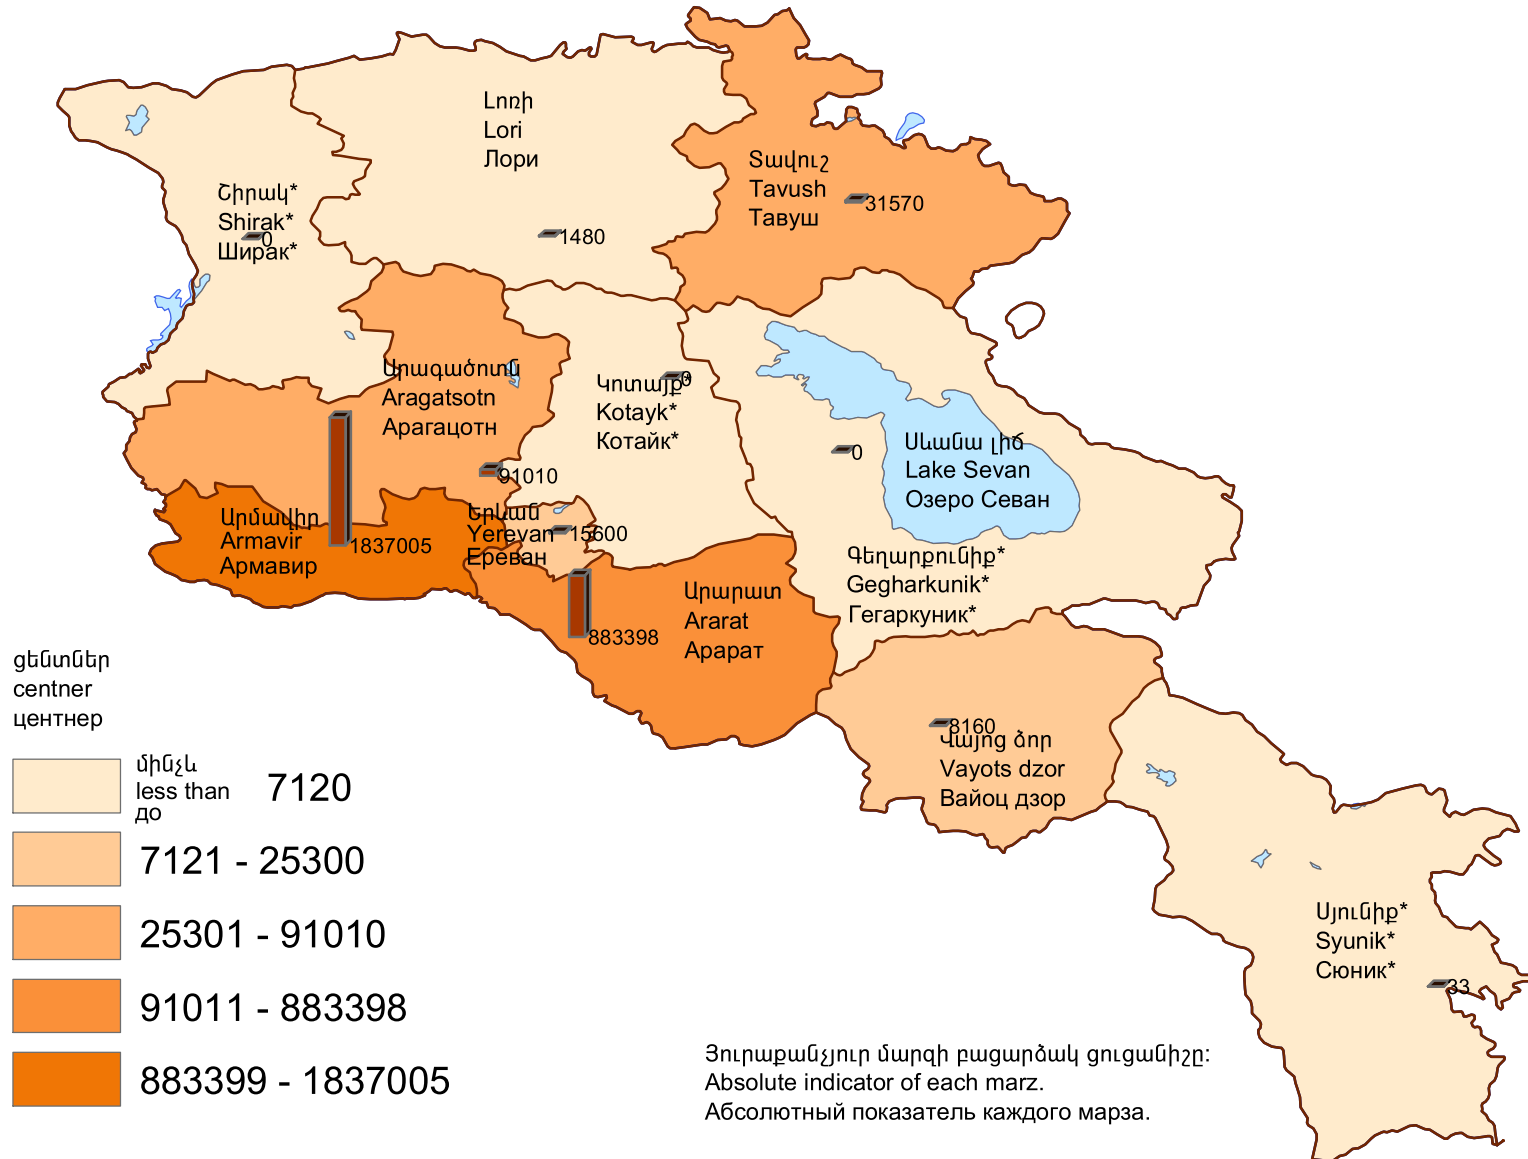 Լոռի
Lori
Лори
1480
Տավուշ
Tavush
Тавуш
31570
Շիրակ*
Shirak*
Ширак*
0
Արագածոտն
Aragatsotn
Арагацотн
91010
Կոտայք*
Kotayk*
Котайк*
0
0
Սևանա լիճ
Lake Sevan
Озеро Севан
Արմավիր
Armavir
Армавир
1837005
Երևան
Yerevan
Ереван
15600
Գեղարքունիք*
Gegharkunik*
Гегаркуник*
Արարատ
Ararat
Арарат
883398
8160
Վայոց ձոր
Vayots dzor
Вайоц дзор
Սյունիք*
Syunik*
Сюник*
33
ցենտներ
centner
центнер
մինչև
less than
до
7120
7121 - 25300
25301 - 91010
91011 - 883398
883399 - 1837005
Յուրաքանչյուր մարզի բացարձակ ցուցանիշը:
Absolute indicator of each marz.
Абсолютный показатель каждого марза.